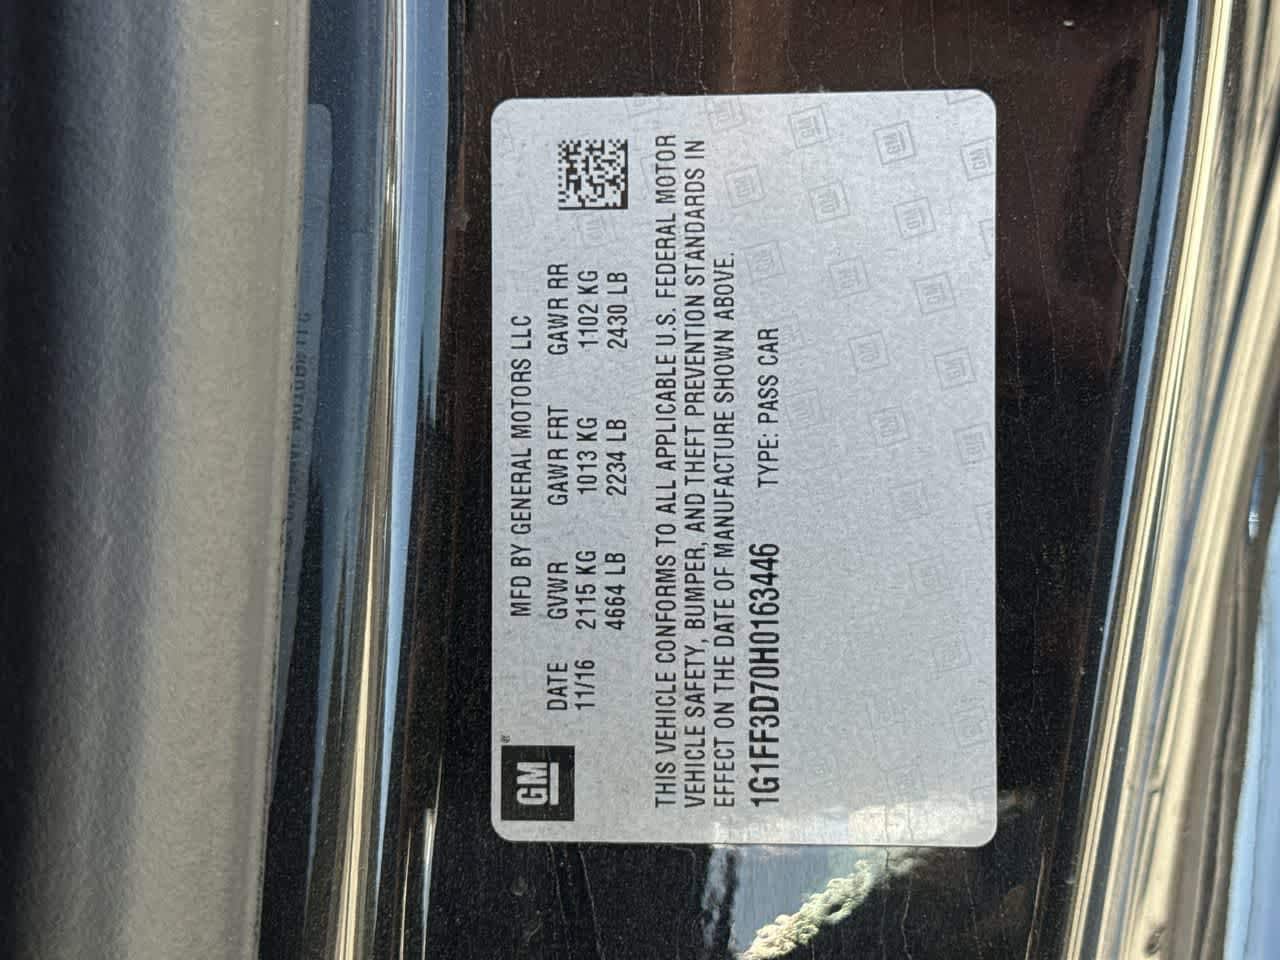 GM®
MFD BY GENERAL MOTORS LLC
DATE GVWR GAWR FRT GAWR RR
11/16 2115 KG 1013 KG 1102 KG
4664 LB 2234 LB 2430 LB
THIS VEHICLE CONFORMS TO ALL APPLICABLE U.S. FEDERAL MOTOR
VEHICLE SAFETY, BUMPER, AND THEFT PREVENTION STANDARDS IN
EFFECT ON THE DATE OF MANUFACTURE SHOWN ABOVE.
1G1FF3D70H0163446 TYPE: PASS CAR